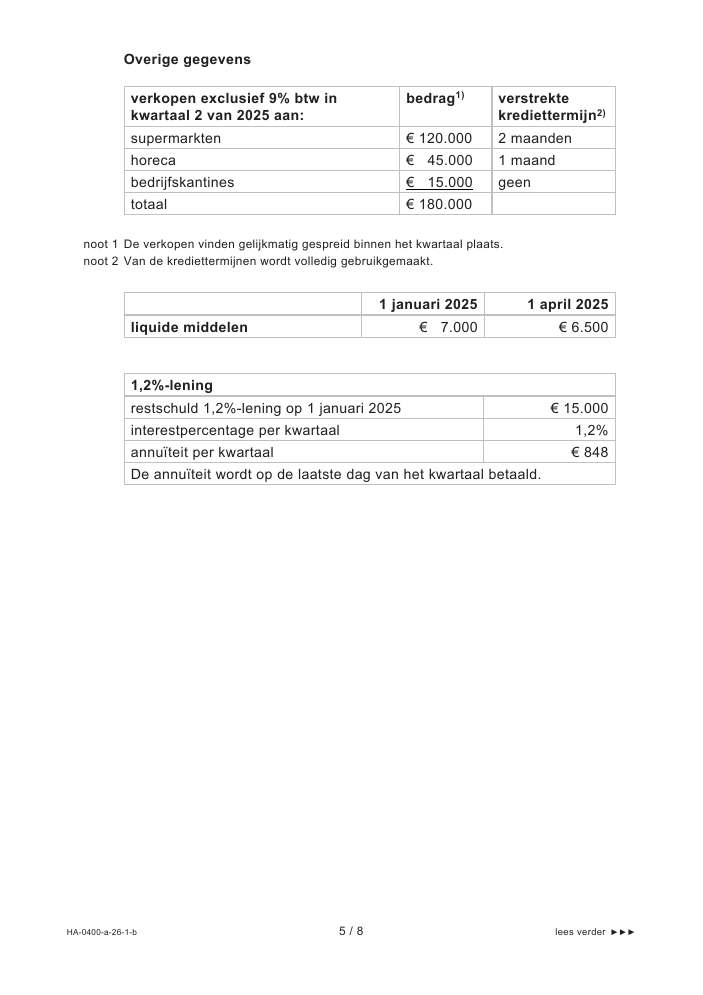 Overige gegevens
verkopen exclusief 9% btw in kwartaal 2 van 2025 aan: bedrag1) verstrekte krediettermijn2)
supermarkten € 120.000 2 maanden
horeca € 45.000 1 maand
bedrijfskantines € 15.000 geen
totaal € 180.000
noot 1 De verkopen vinden gelijkmatig gespreid binnen het kwartaal plaats.
noot 2 Van de krediettermijnen wordt volledig gebruikgemaakt.
1 januari 2025 1 april 2025
liquide middelen € 7.000 € 6.500
1,2%-lening
restschuld 1,2%-lening op 1 januari 2025 € 15.000
interestpercentage per kwartaal 1,2%
annuïteit per kwartaal € 848
De annuïteit wordt op de laatste dag van het kwartaal betaald.
HA-0400-a-26-1-b 5 / 8 lees verder ►►►